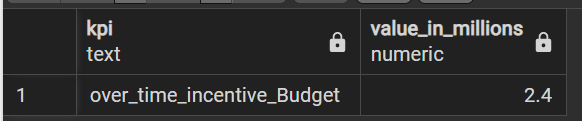 kpi value_in_millions
text numeric
1 over_time_incentive_Budget 2.4